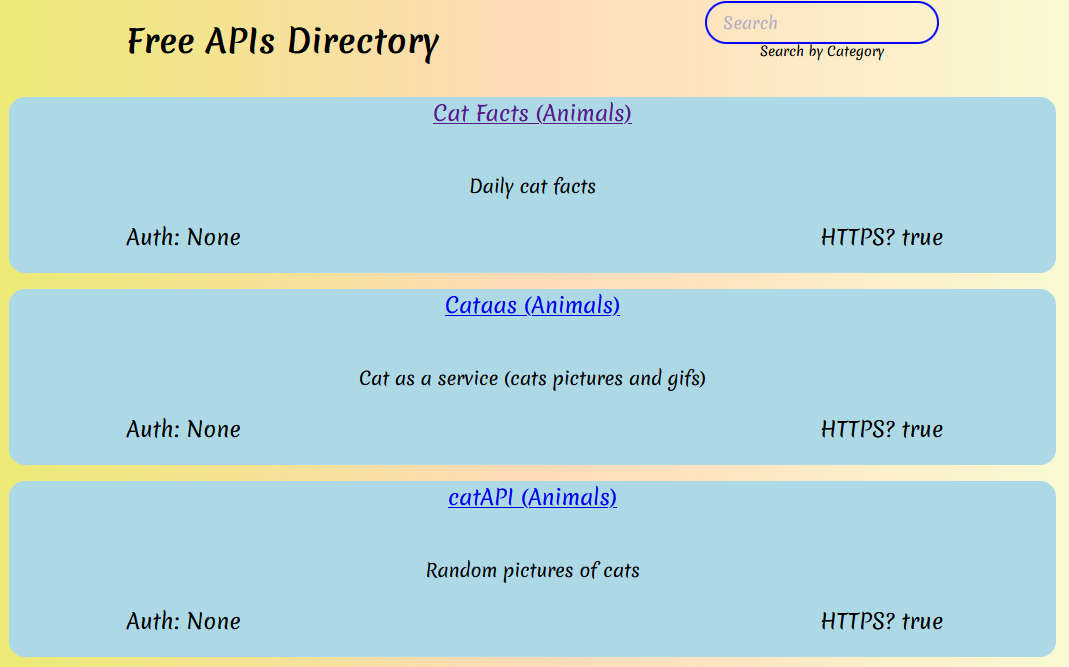 Free APIs Directory
Search
Search by Category
Cat Facts (Animals)
Daily cat facts
Auth: None
HTTPS? true
Cataas (Animals)
Cat as a service (cats pictures and gifs)
Auth: None
HTTPS? true
catAPI (Animals)
Random pictures of cats
Auth: None
HTTPS? true